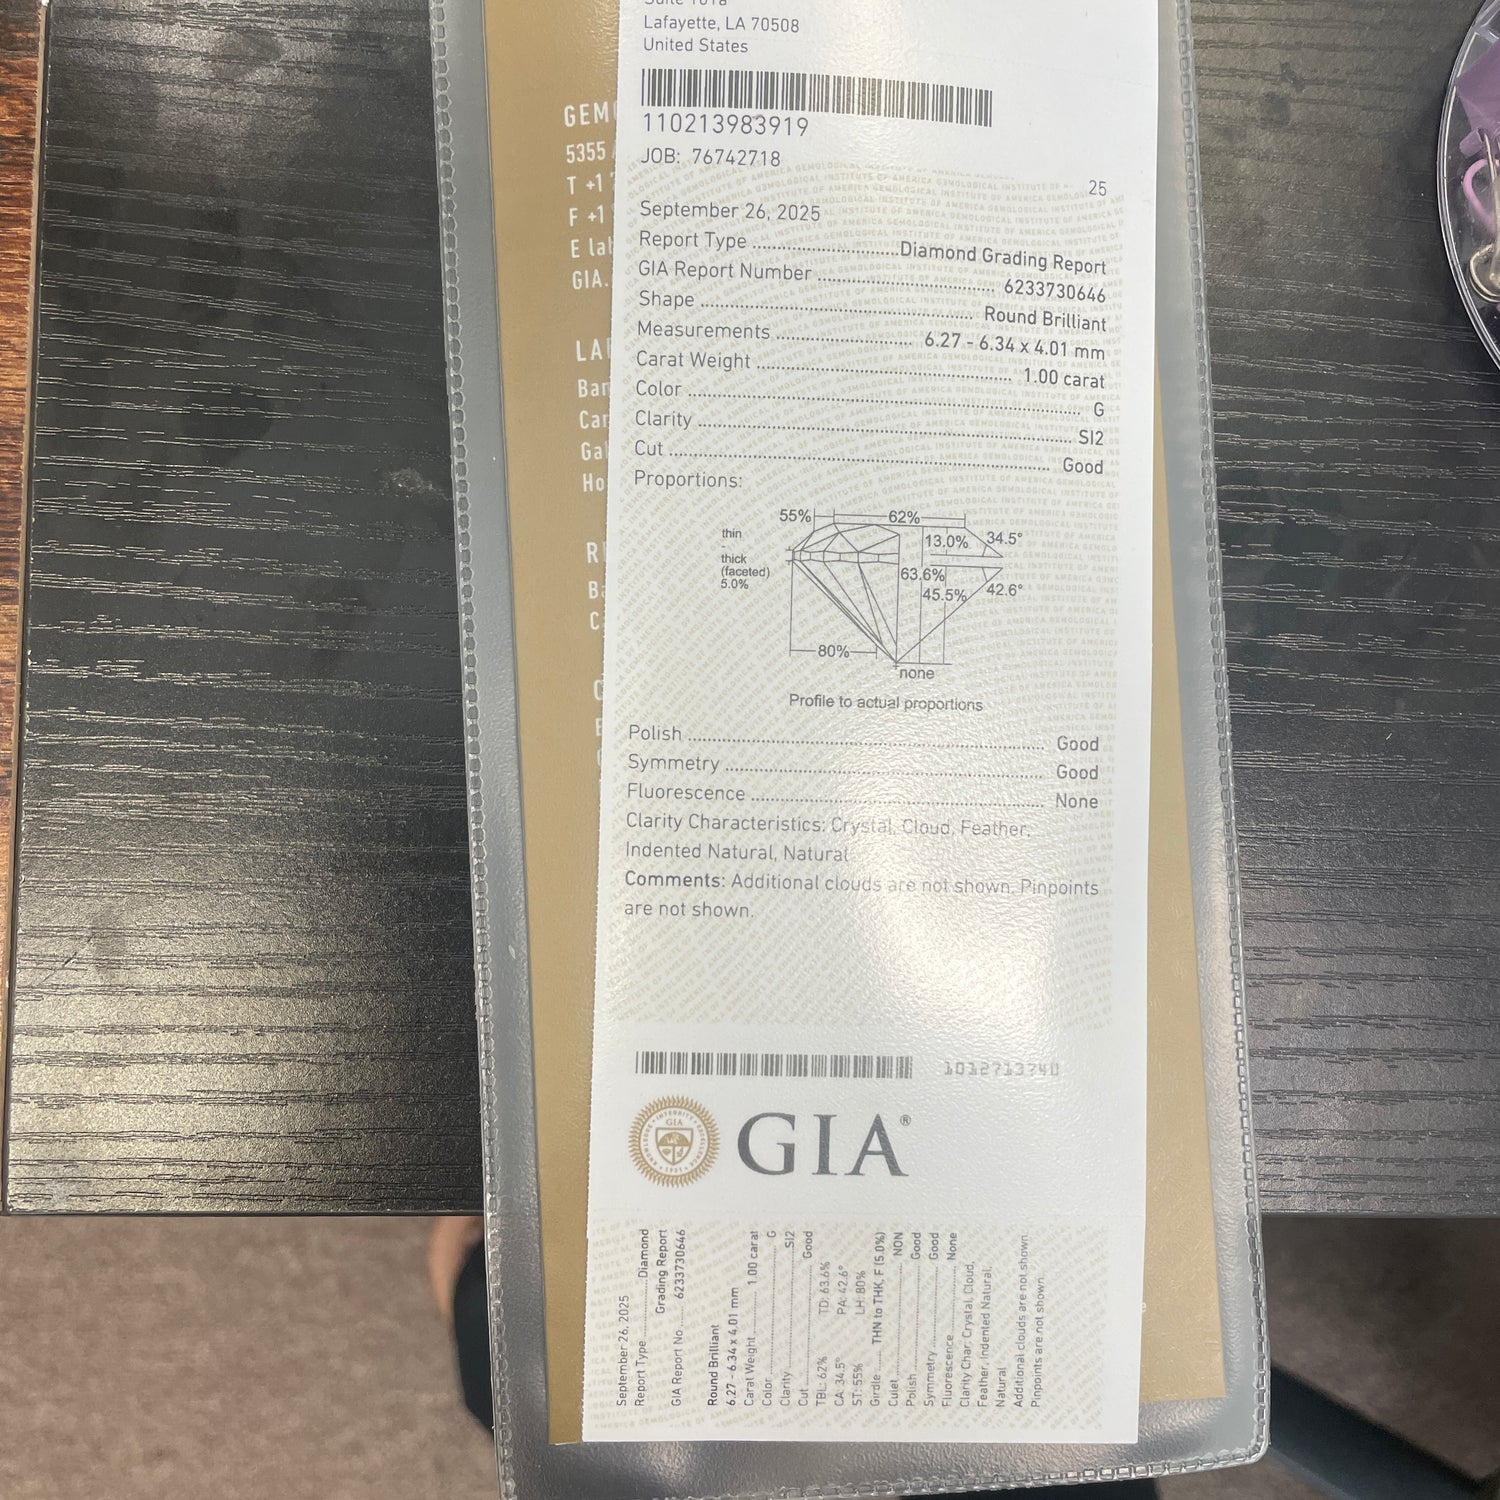 Lafayette, LA 70508
United States
110213983919
JOB: 76742718
25
September 26, 2025
Report Type Diamond Grading Report
GIA Report Number 6233730646
Shape Round Brilliant
Measurements 6.27 - 6.34 x 4.01 mm
Carat Weight 1.00 carat
Color G
Clarity SI2
Cut Good
Proportions:
55% 62%
thin
-
thick
(faceted)
5.0%
13.0% 34.5°
63.6%
45.5% 42.6°
80%
none
Profile to actual proportions
Polish Good
Symmetry Good
Fluorescence None
Clarity Characteristics: Crystal, Cloud, Feather,
Indented Natural, Natural
Comments: Additional clouds are not shown. Pinpoints
are not shown.
GIA®
September 26, 2025
Report Type Diamond
Grading Report
GIA Report No 6233730646
Round Brilliant
6.27 - 6.34 x 4.01 mm
Carat Weight 1.00 carat
Color G
Clarity SI2
Cut Good
TBL: 62% TD: 63.6%
CA: 34.5° PA: 42.6°
ST: 55% LH: 80%
Girdle THN to THK, F (5.0%)
Culet NON
Polish Good
Symmetry Good
Fluorescence None
Clarity Char: Crystal, Cloud,
Feather, Indented Natural,
Natural
Additional clouds are not shown.
Pinpoints are not shown.
5355
T +1
F +1
GIA.